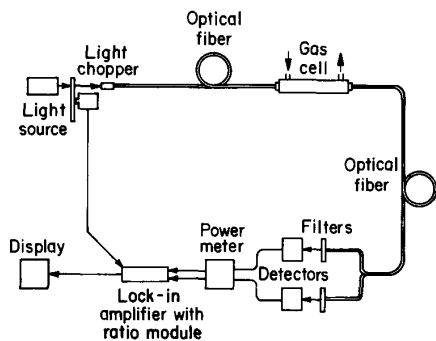 Optical
fiber
Light
chopper
Gas
cell
Light
source
Optical
fiber
Power
meter
Filters
Display
Detectors
Lock-in
amplifier with
ratio module